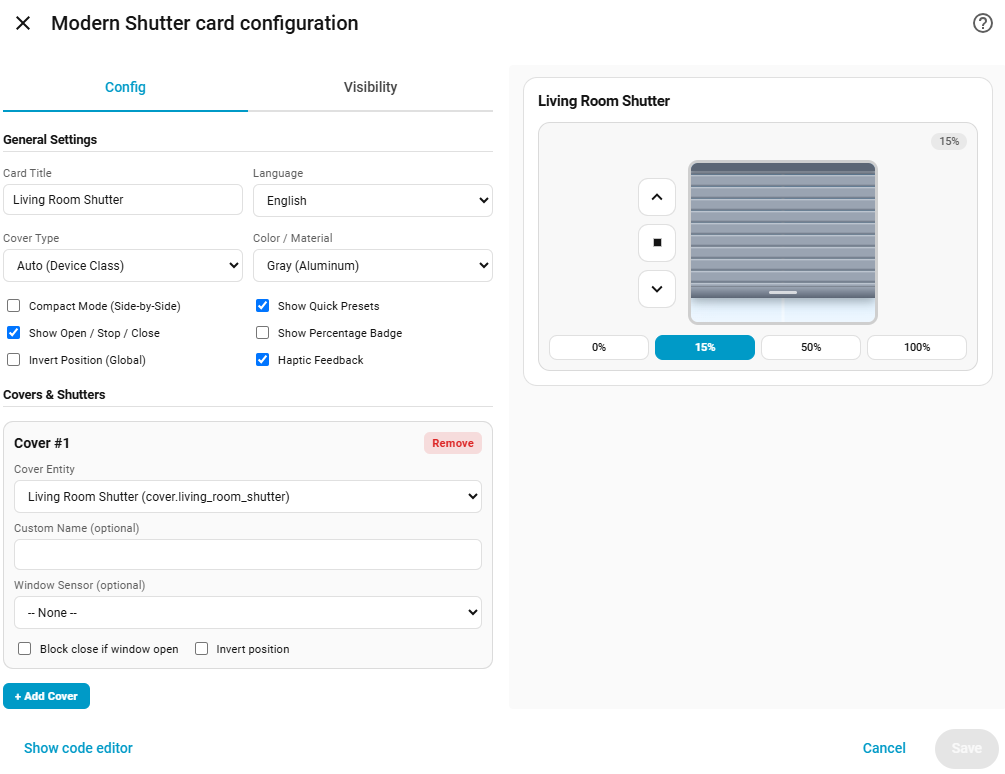 Modern Shutter card configuration
Config
Visibility
General Settings
Card Title
Language
Living Room Shutter
English
Cover Type
Color / Material
Auto (Device Class)
Gray (Aluminum)
Compact Mode (Side-by-Side)
Show Quick Presets
Show Open / Stop / Close
Show Percentage Badge
Invert Position (Global)
Haptic Feedback
Covers & Shutters
Cover #1
Remove
Cover Entity
Living Room Shutter (cover.living_room_shutter)
Custom Name (optional)
Window Sensor (optional)
-- None --
Block close if window open
Invert position
+ Add Cover
Living Room Shutter
15%
0%
15%
50%
100%
Show code editor
Cancel
Save